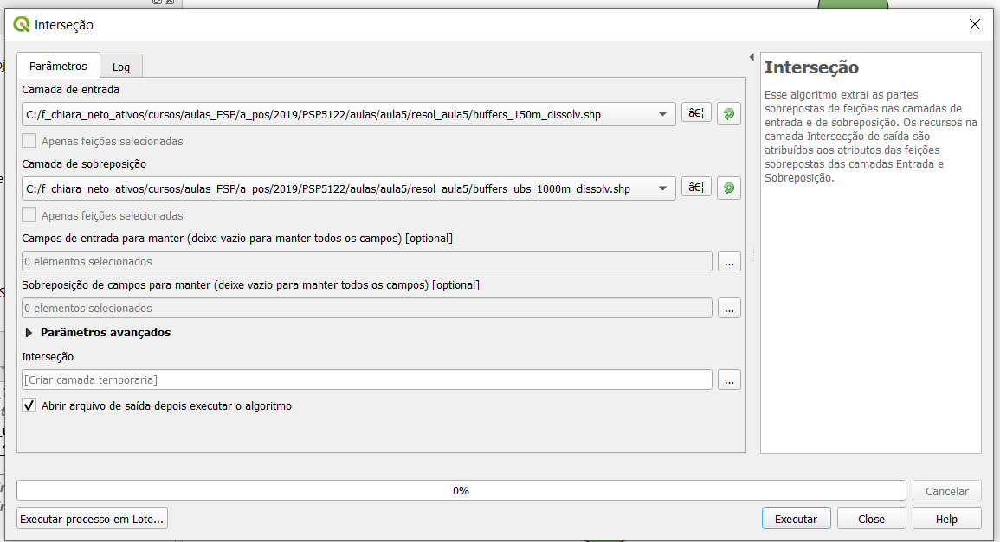 Interseção
Parâmetros
Log
Camada de entrada
C:/f_chiara_neto_ativos/cursos/aulas_FSP/a_pos/2019/PSP5122/aulas/aula5/resol_aula5/buffers_150m_dissolv.shp
…
Apenas feições selecionadas
Camada de sobreposição
C:/f_chiara_neto_ativos/cursos/aulas_FSP/a_pos/2019/PSP5122/aulas/aula5/resol_aula5/buffers_ubs_1000m_dissolv.shp
…
Apenas feições selecionadas
Campos de entrada para manter (deixe vazio para manter todos os campos) [optional]
0 elementos selecionados
...
Sobreposição de campos para manter (deixe vazio para manter todos os campos) [optional]
0 elementos selecionados
...
Parâmetros avançados
Interseção
[Criar camada temporaria]
...
Abrir arquivo de saída depois executar o algoritmo
Interseção
Esse algoritmo extrai as partes
sobrepostas de feições nas camadas de
entrada e de sobreposição. Os recursos na
camada Intersecção de saída são
atribuídos aos atributos das feições
sobrepostas das camadas Entrada e
Sobreposição.
0%
Cancelar
Executar processo em Lote...
Executar
Close
Help